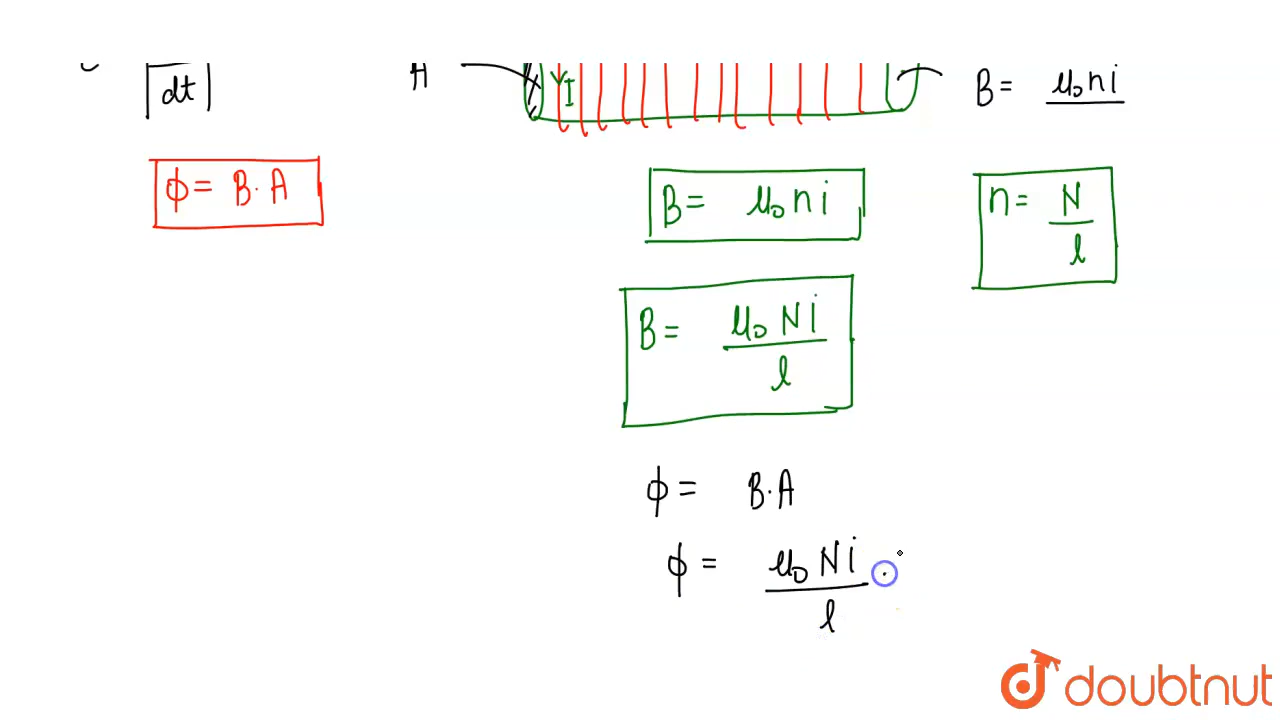 dt
A
I
B= μ₀ni
φ= B·A
B= μ₀ni
n= N/l
B= μ₀Ni/l
φ= B·A
φ= μ₀Ni/l ·
doubtnut